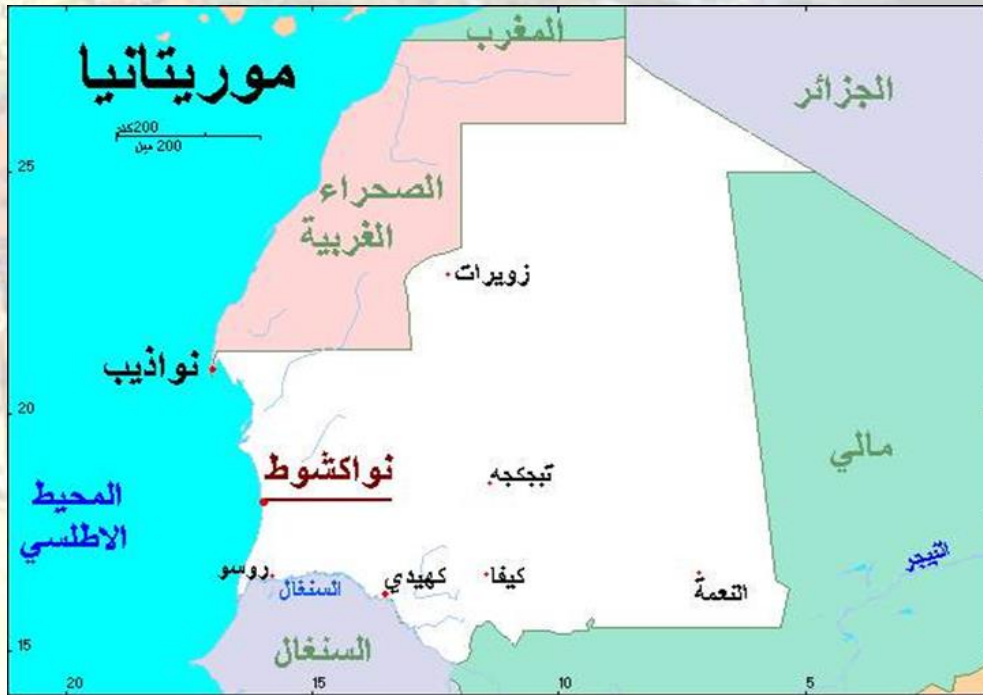 المغرب
موريتانيا
الجزائر
200كم
200 ميل
25
الصحراء
الغربية
زويرات
نواذيب
20
مالي
نواكشوط
تبجكجه
المحيط
الاطلسي
النيجر
روسو
السنغال
كهيدي
كيفا
النعمة
السنغال
15
20
15
10
5